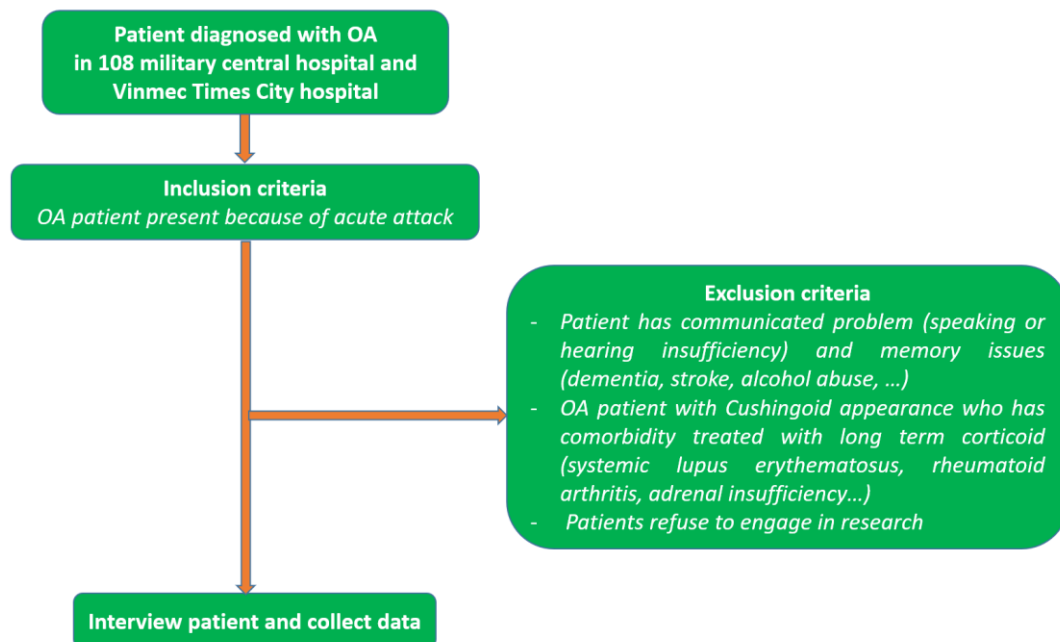 Patient diagnosed with OA
in 108 military central hospital and
Vinmec Times City hospital
Inclusion criteria
OA patient present because of acute attack
Exclusion criteria
- Patient has communicated problem (speaking or
hearing insufficiency) and memory issues
(dementia, stroke, alcohol abuse, …)
- OA patient with Cushingoid appearance who has
comorbidity treated with long term corticoid
(systemic lupus erythematosus, rheumatoid
arthritis, adrenal insufficiency…)
- Patients refuse to engage in research
Interview patient and collect data